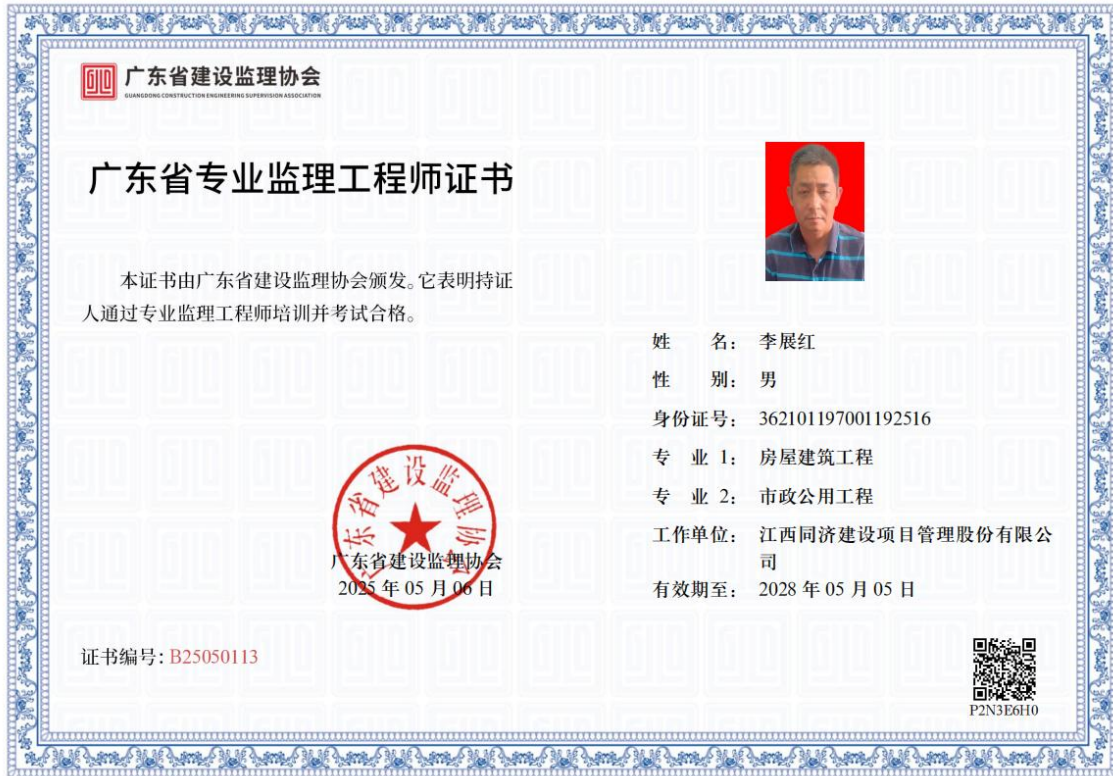 广东省建设监理协会
GUANGDONG CONSTRUCTION ENGINEERING SUPERVISION ASSOCIATION
广东省专业监理工程师证书
本证书由广东省建设监理协会颁发。它表明持证
人通过专业监理工程师培训并考试合格。
姓 名： 李展红
性 别： 男
身份证号： 362101197001192516
专 业 1： 房屋建筑工程
专 业 2： 市政公用工程
工作单位： 江西同济建设项目管理股份有限公
司
有效期至： 2028 年 05 月 05 日
广东省建设监理协会
广东省建设监理协会
2025 年 05 月 06 日
证书编号：B25050113
P2N3E6H0